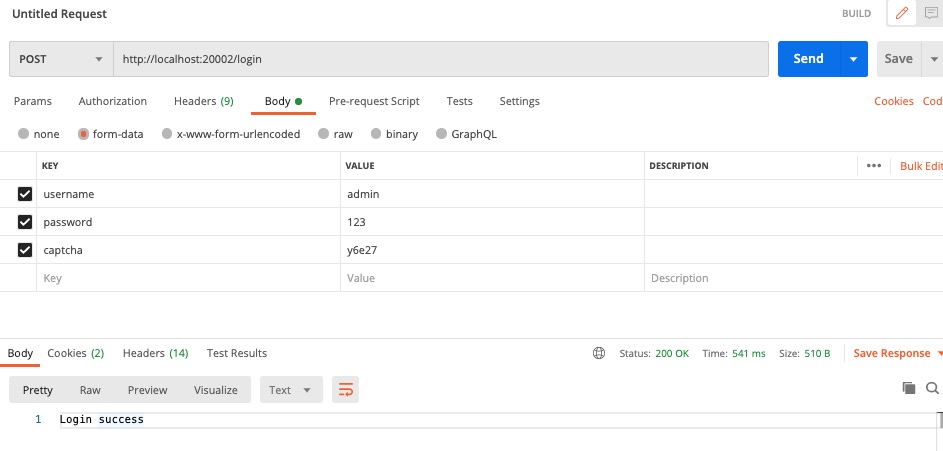 Untitled Request BUILD
POST http://localhost:20002/login Send Save
Params Authorization Headers (9) Body Pre-request Script Tests Settings Cookies Cod
none form-data x-www-form-urlencoded raw binary GraphQL
KEY VALUE DESCRIPTION ••• Bulk Edit
username admin
password 123
captcha y6e27
Key Value Description
Body Cookies (2) Headers (14) Test Results Status: 200 OK Time: 541 ms Size: 510 B Save Response
Pretty Raw Preview Visualize Text
1 Login success